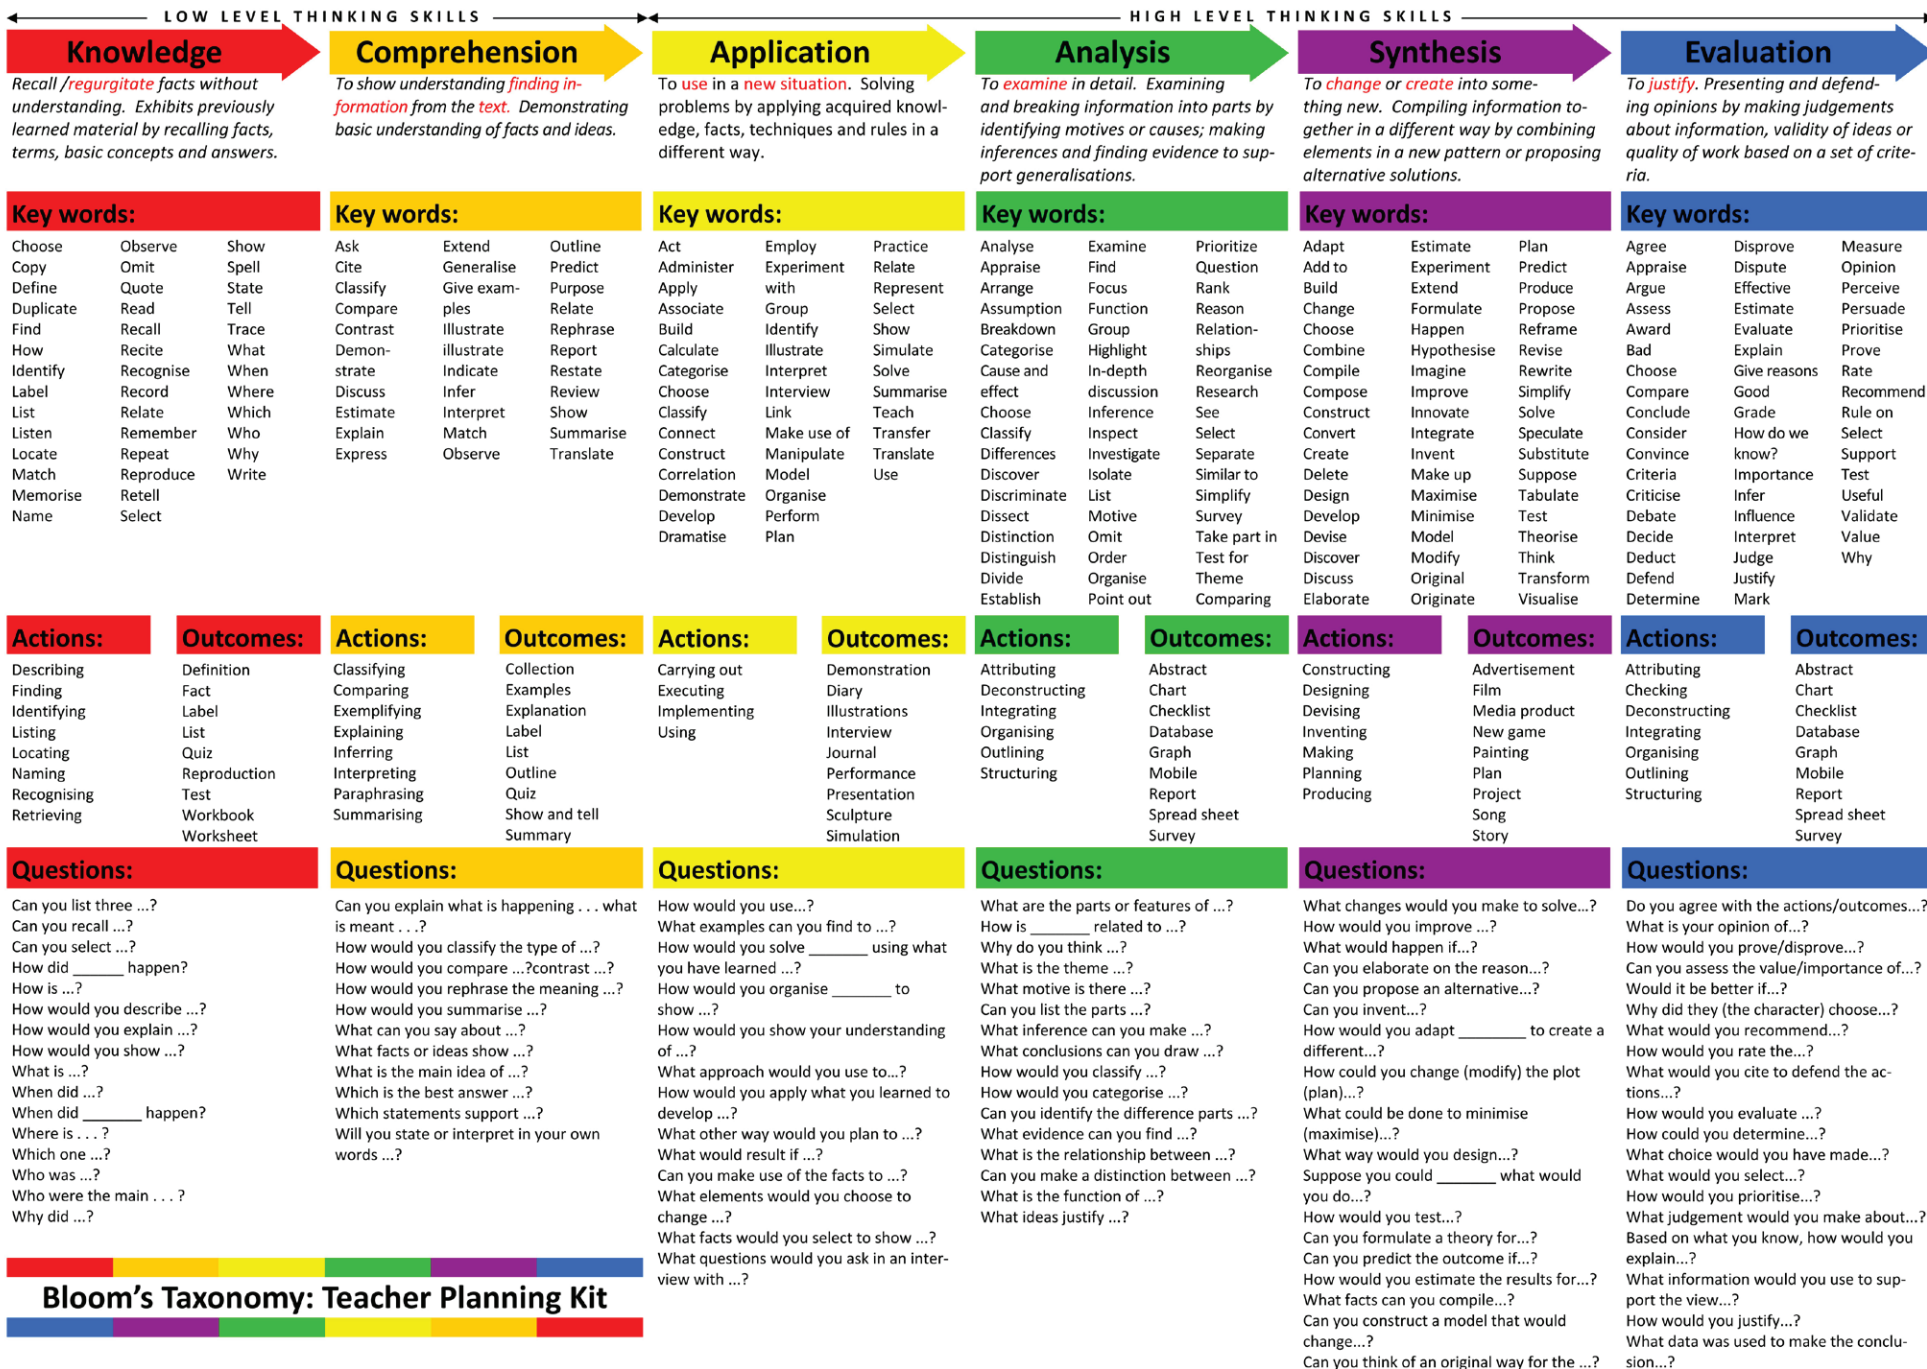 LOW LEVEL THINKING SKILLS
HIGH LEVEL THINKING SKILLS
Knowledge
Recall /regurgitate facts without
understanding. Exhibits previously
learned material by recalling facts,
terms, basic concepts and answers.
Key words:
Choose
Copy
Define
Duplicate
Find
How
Identify
Label
List
Listen
Locate
Match
Memorise
Name
Observe
Omit
Quote
Read
Recall
Recite
Recognise
Record
Relate
Remember
Repeat
Reproduce
Retell
Select
Show
Spell
State
Tell
Trace
What
When
Where
Which
Who
Why
Write
Actions:
Describing
Finding
Identifying
Listing
Locating
Naming
Recognising
Retrieving
Outcomes:
Definition
Fact
Label
List
Quiz
Reproduction
Test
Workbook
Worksheet
Questions:
Can you list three ...?
Can you recall ...?
Can you select ...?
How did ______ happen?
How is ...?
How would you describe ...?
How would you explain ...?
How would you show ...?
What is ...?
When did ...?
When did _______ happen?
Where is . . . ?
Which one ...?
Who was ...?
Who were the main . . . ?
Why did ...?
Comprehension
To show understanding finding in-
formation from the text. Demonstrating
basic understanding of facts and ideas.
Key words:
Ask
Cite
Classify
Compare
Contrast
Demon-
strate
Discuss
Estimate
Explain
Express
Extend
Generalise
Give exam-
ples
Illustrate
illustrate
Indicate
Infer
Interpret
Match
Observe
Outline
Predict
Purpose
Relate
Rephrase
Report
Restate
Review
Show
Summarise
Translate
Actions:
Classifying
Comparing
Exemplifying
Explaining
Inferring
Interpreting
Paraphrasing
Summarising
Outcomes:
Collection
Examples
Explanation
Label
List
Outline
Quiz
Show and tell
Summary
Questions:
Can you explain what is happening . . . what
is meant . . .?
How would you classify the type of ...?
How would you compare ...?contrast ...?
How would you rephrase the meaning ...?
How would you summarise ...?
What can you say about ...?
What facts or ideas show ...?
What is the main idea of ...?
Which is the best answer ...?
Which statements support ...?
Will you state or interpret in your own
words ...?
Application
To use in a new situation. Solving
problems by applying acquired knowl-
edge, facts, techniques and rules in a
different way.
Key words:
Act
Administer
Apply
Associate
Build
Calculate
Categorise
Choose
Classify
Connect
Construct
Correlation
Demonstrate
Develop
Dramatise
Employ
Experiment
with
Group
Identify
Illustrate
Interpret
Interview
Link
Make use of
Manipulate
Model
Organise
Perform
Plan
Practice
Relate
Represent
Select
Show
Simulate
Solve
Summarise
Teach
Transfer
Translate
Use
Actions:
Carrying out
Executing
Implementing
Using
Outcomes:
Demonstration
Diary
Illustrations
Interview
Journal
Performance
Presentation
Sculpture
Simulation
Questions:
How would you use...?
What examples can you find to ...?
How would you solve _______ using what
you have learned ...?
How would you organise _______ to
show ...?
How would you show your understanding
of ...?
What approach would you use to...?
How would you apply what you learned to
develop ...?
What other way would you plan to ...?
What would result if ...?
Can you make use of the facts to ...?
What elements would you choose to
change ...?
What facts would you select to show ...?
What questions would you ask in an inter-
view with ...?
Analysis
To examine in detail. Examining
and breaking information into parts by
identifying motives or causes; making
inferences and finding evidence to sup-
port generalisations.
Key words:
Analyse
Appraise
Arrange
Assumption
Breakdown
Categorise
Cause and
effect
Choose
Classify
Differences
Discover
Discriminate
Dissect
Distinction
Distinguish
Divide
Establish
Examine
Find
Focus
Function
Group
Highlight
In-depth
discussion
Inference
Inspect
Investigate
Isolate
List
Motive
Omit
Order
Organise
Point out
Prioritize
Question
Rank
Reason
Relation-
ships
Reorganise
Research
See
Select
Separate
Similar to
Simplify
Survey
Take part in
Test for
Theme
Comparing
Actions:
Attributing
Deconstructing
Integrating
Organising
Outlining
Structuring
Outcomes:
Abstract
Chart
Checklist
Database
Graph
Mobile
Report
Spread sheet
Survey
Questions:
What are the parts or features of ...?
How is _______ related to ...?
Why do you think ...?
What is the theme ...?
What motive is there ...?
Can you list the parts ...?
What inference can you make ...?
What conclusions can you draw ...?
How would you classify ...?
How would you categorise ...?
Can you identify the difference parts ...?
What evidence can you find ...?
What is the relationship between ...?
Can you make a distinction between ...?
What is the function of ...?
What ideas justify ...?
Synthesis
To change or create into some-
thing new. Compiling information to-
gether in a different way by combining
elements in a new pattern or proposing
alternative solutions.
Key words:
Adapt
Add to
Build
Change
Choose
Combine
Compile
Compose
Construct
Convert
Create
Delete
Design
Develop
Devise
Discover
Discuss
Elaborate
Estimate
Experiment
Extend
Formulate
Happen
Hypothesise
Imagine
Improve
Innovate
Integrate
Invent
Make up
Maximise
Minimise
Model
Modify
Original
Originate
Plan
Predict
Produce
Propose
Reframe
Revise
Rewrite
Simplify
Solve
Speculate
Substitute
Suppose
Tabulate
Test
Theorise
Think
Transform
Visualise
Actions:
Constructing
Designing
Devising
Inventing
Making
Planning
Producing
Outcomes:
Advertisement
Film
Media product
New game
Painting
Plan
Project
Song
Story
Questions:
What changes would you make to solve...?
How would you improve ...?
What would happen if...?
Can you elaborate on the reason...?
Can you propose an alternative...?
Can you invent...?
How would you adapt ________ to create a
different...?
How could you change (modify) the plot
(plan)...?
What could be done to minimise
(maximise)...?
What way would you design...?
Suppose you could _______ what would
you do...?
How would you test...?
Can you formulate a theory for...?
Can you predict the outcome if...?
How would you estimate the results for...?
What facts can you compile...?
Can you construct a model that would
change...?
Can you think of an original way for the ...?
Evaluation
To justify. Presenting and defend-
ing opinions by making judgements
about information, validity of ideas or
quality of work based on a set of crite-
ria.
Key words:
Agree
Appraise
Argue
Assess
Award
Bad
Choose
Compare
Conclude
Consider
Convince
Criteria
Criticise
Debate
Decide
Deduct
Defend
Determine
Disprove
Dispute
Effective
Estimate
Evaluate
Explain
Give reasons
Good
Grade
How do we
know?
Importance
Infer
Influence
Interpret
Judge
Justify
Mark
Measure
Opinion
Perceive
Persuade
Prioritise
Prove
Rate
Recommend
Rule on
Select
Support
Test
Useful
Validate
Value
Why
Actions:
Attributing
Checking
Deconstructing
Integrating
Organising
Outlining
Structuring
Outcomes:
Abstract
Chart
Checklist
Database
Graph
Mobile
Report
Spread sheet
Survey
Questions:
Do you agree with the actions/outcomes...?
What is your opinion of...?
How would you prove/disprove...?
Can you assess the value/importance of...?
Would it be better if...?
Why did they (the character) choose...?
What would you recommend...?
How would you rate the...?
What would you cite to defend the ac-
tions...?
How would you evaluate ...?
How could you determine...?
What choice would you have made...?
What would you select...?
How would you prioritise...?
What judgement would you make about...?
Based on what you know, how would you
explain...?
What information would you use to sup-
port the view...?
How would you justify...?
What data was used to make the conclu-
sion...?
Bloom's Taxonomy: Teacher Planning Kit